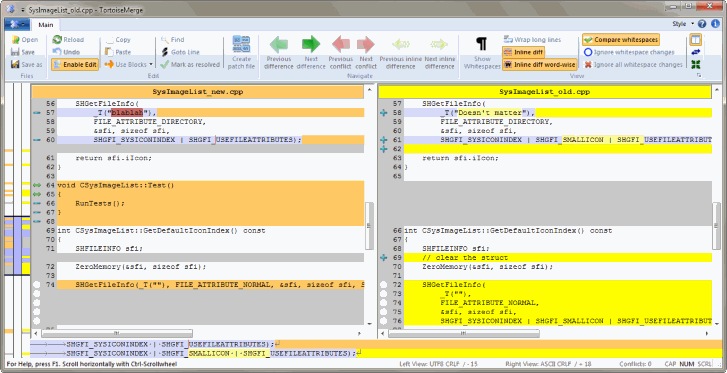 SysImageList_old.cpp - TortoiseMerge
Main
Style
Open
Save
Save as
Files
Reload
Undo
Enable Edit
Copy
Paste
Use Blocks
Edit
Find
Goto Line
Mark as resolved
Create patch file
Previous difference
Next difference
Previous conflict
Next conflict
Previous inline difference
Next inline difference
Navigate
Show Whitespaces
Wrap long lines
Inline diff
Inline diff word-wise
Compare whitespaces
Ignore whitespace changes
Ignore all whitespace changes
View
SysImageList_new.cpp
56 SHGetFileInfo(
57 _T("blablah"),
58 FILE_ATTRIBUTE_DIRECTORY,
59 &sfi, sizeof sfi,
60 SHGFI_SYSICONINDEX | SHGFI_USEFILEATTRIBUTES);
61 return sfi.iIcon;
62 }
63
64 void CSysImageList::Test()
65 {
66 RunTests();
67 }
68
69 int CSysImageList::GetDefaultIconIndex() const
70 {
71 SHFILEINFO sfi;
72 ZeroMemory(&sfi, sizeof sfi);
73
74 SHGetFileInfo(_T(""), FILE_ATTRIBUTE_NORMAL, &sfi, sizeof sfi, S
SysImageList_old.cpp
57 SHGetFileInfo(
58 _T("Doesn't matter"),
59 FILE_ATTRIBUTE_DIRECTORY,
60 &sfi, sizeof sfi,
61 SHGFI_SYSICONINDEX | SHGFI_SMALLICON | SHGFI_USEFILEATTRIBUT
62
63 return sfi.iIcon;
64 }
65
66 int CSysImageList::GetDefaultIconIndex() const
67 {
68 SHFILEINFO sfi;
69 // clear the struct
70 ZeroMemory(&sfi, sizeof sfi);
71
72 SHGetFileInfo(
73 _T(""),
74 FILE_ATTRIBUTE_NORMAL,
75 &sfi, sizeof sfi,
76 SHGFI_SYSICONINDEX | SHGFI_SMALLICON | SHGFI_USEFILEATTRIBUT
SHGFI_SYSICONINDEX·|·SHGFI_USEFILEATTRIBUTES);
SHGFI_SYSICONINDEX·|·SHGFI_SMALLICON·|·SHGFI_USEFILEATTRIBUTES);
For Help, press F1. Scroll horizontally with Ctrl-Scrollwheel
Left View: UTF8 CRLF / - 15
Right View: ASCII CRLF / + 18
Conflicts: 0
CAP NUM SCRL